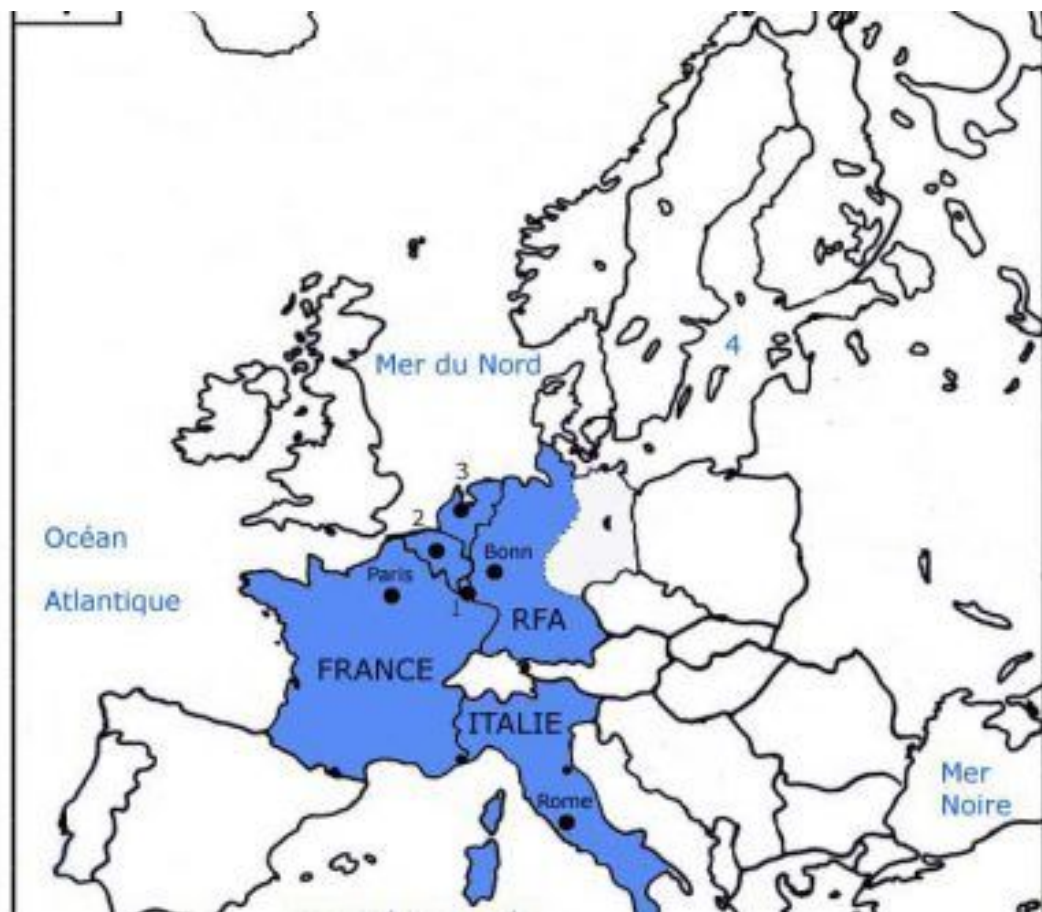 4
Mer du Nord
3
2
Océan
Atlantique
Bonn
Paris
1
RFA
FRANCE
ITALIE
Mer
Noire
Rome